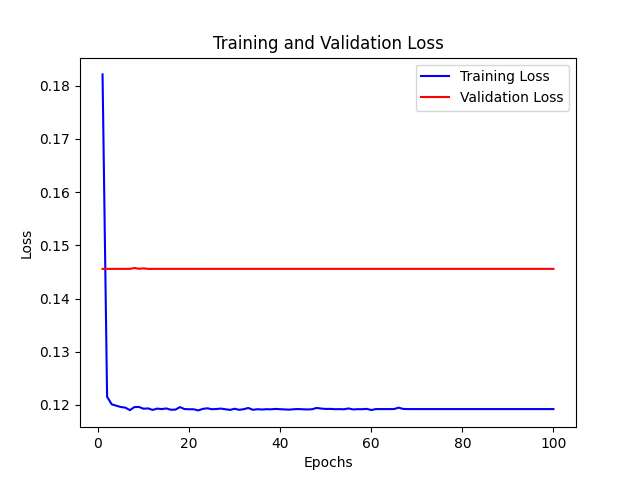 Training and Validation Loss
Training Loss
Validation Loss
Loss
0.18
0.17
0.16
0.15
0.14
0.13
0.12
0 20 40 60 80 100
Epochs